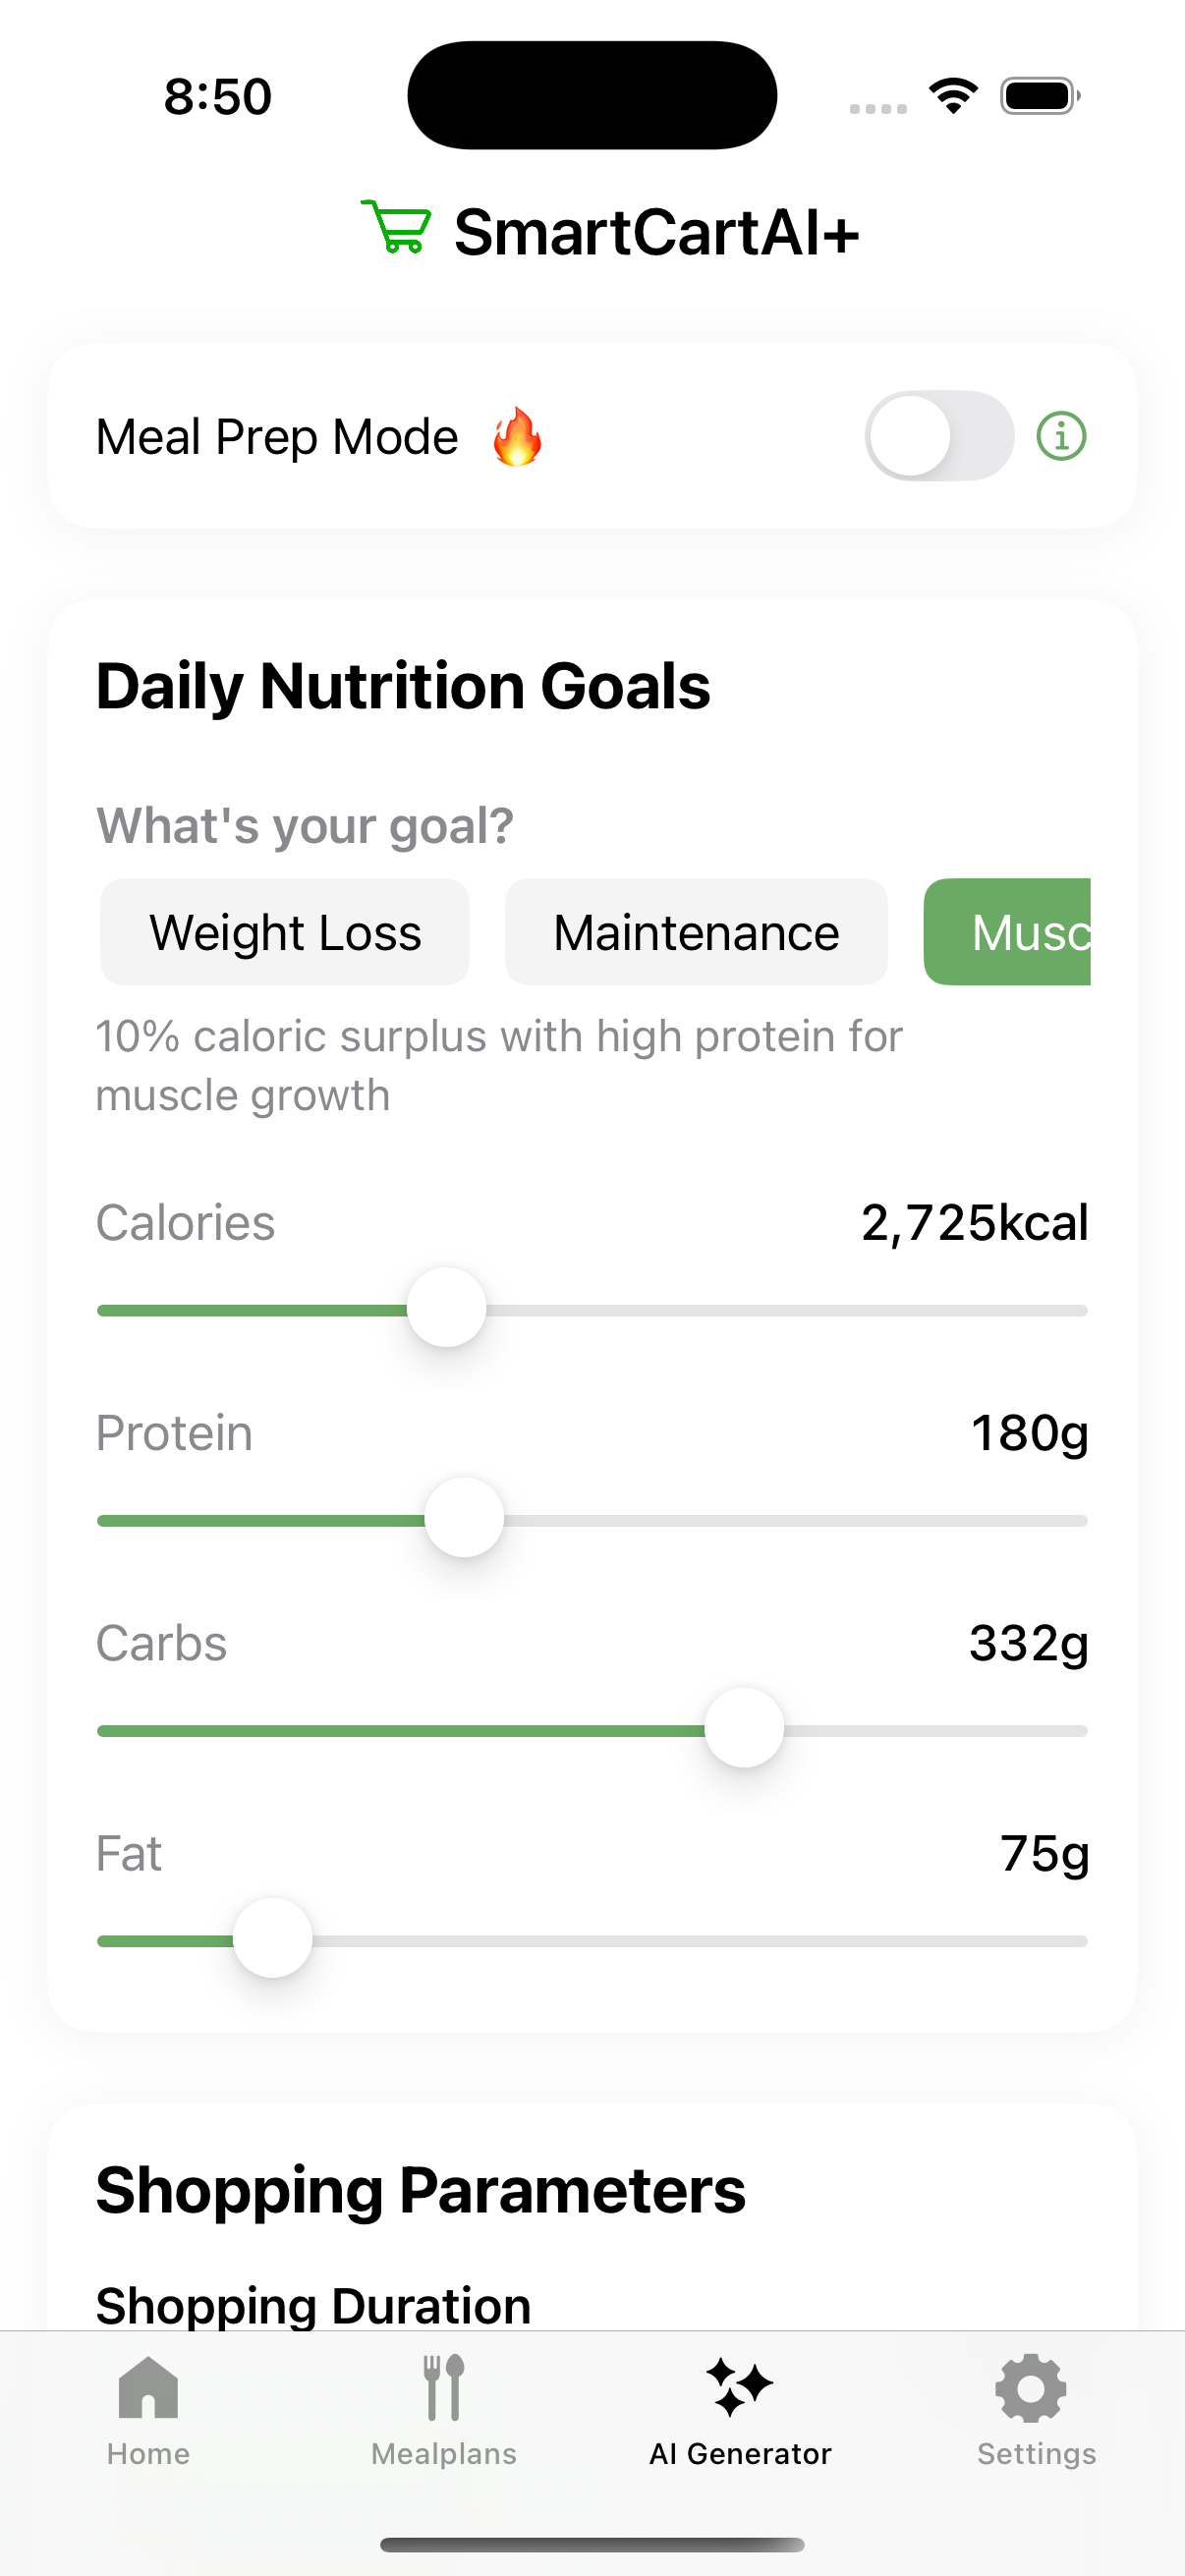 8:50
SmartCartAI+
Meal Prep Mode 🔥
Daily Nutrition Goals
What's your goal?
Weight Loss Maintenance Musc
10% caloric surplus with high protein for
muscle growth
Calories 2,725kcal
Protein 180g
Carbs 332g
Fat 75g
Shopping Parameters
Shopping Duration
Home Mealplans AI Generator Settings